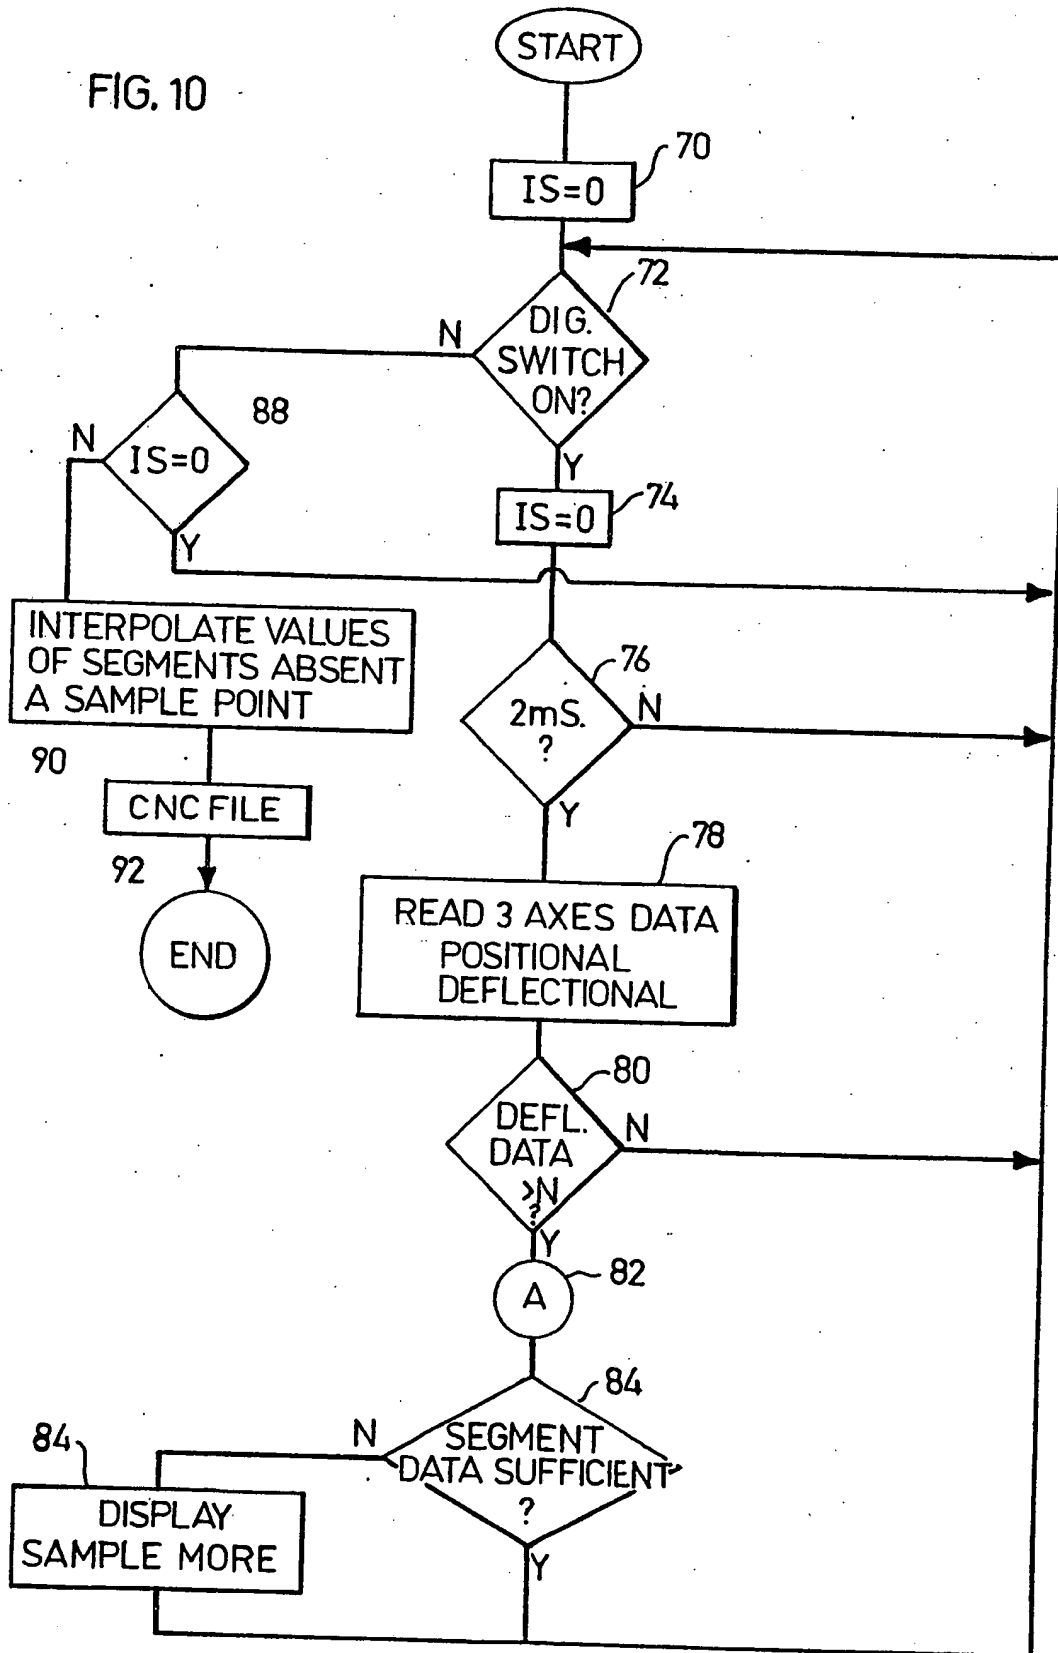 START
FIG. 10
70
IS=0
72
N
DIG.
SWITCH
ON?
88
N
IS=0
Y
74
IS=0
Y
INTERPOLATE VALUES
OF SEGMENTS ABSENT
A SAMPLE POINT
76
2mS.
?
N
90
Y
CNC FILE
78
92
READ 3 AXES DATA
POSITIONAL
DEFLECTIONAL
END
80
DEFL.
DATA
>N
?
N
Y
82
A
84
N
SEGMENT
DATA SUFFICIENT
?
84
DISPLAY
SAMPLE MORE
Y